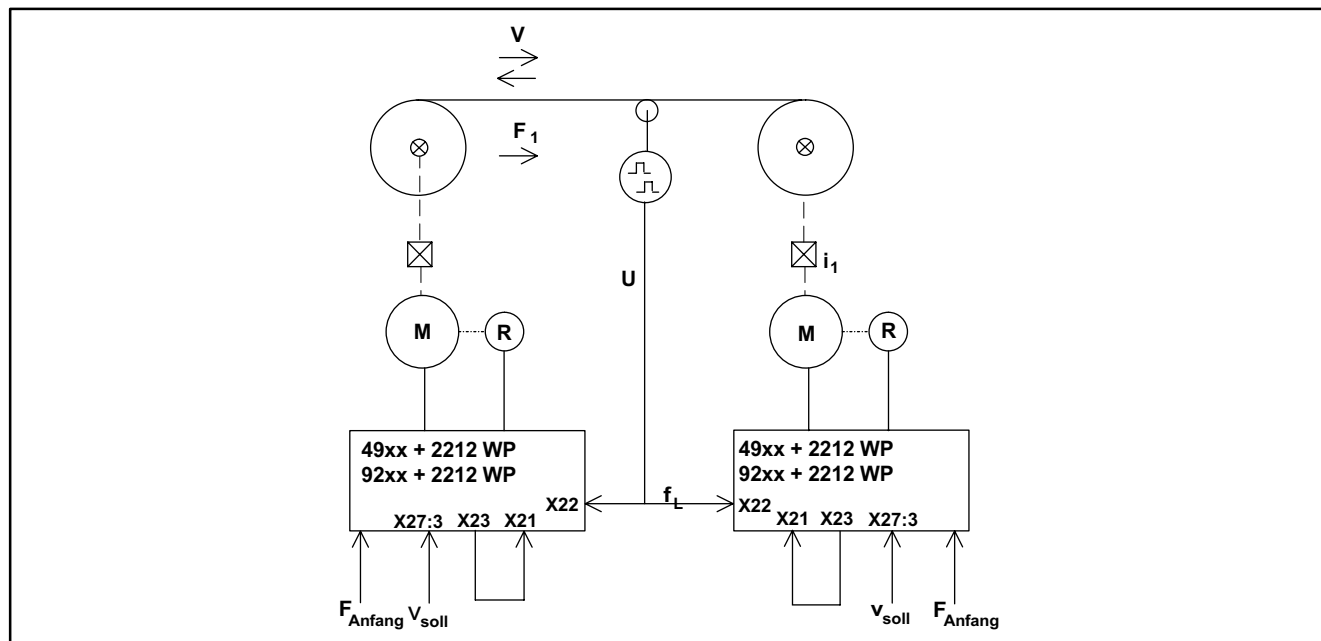 V
F1
U
i1
M R M R
49xx + 2212 WP
92xx + 2212 WP
X22
X27:3 X23 X21
fL
49xx + 2212 WP
92xx + 2212 WP
X22
X21 X23 X27:3
FAnfang Vsoll
vsoll FAnfang